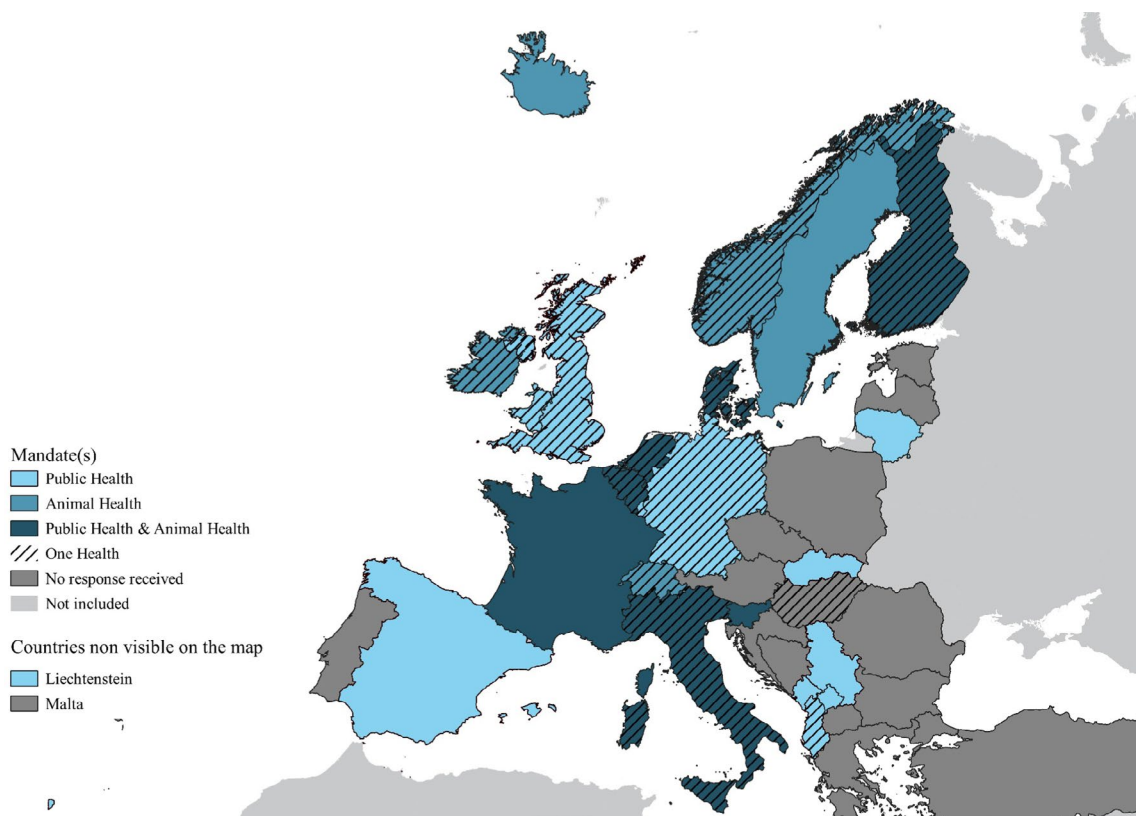 Mandate(s)
Public Health
Animal Health
Public Health & Animal Health
One Health
No response received
Not included
Countries non visible on the map
Liechtenstein
Malta